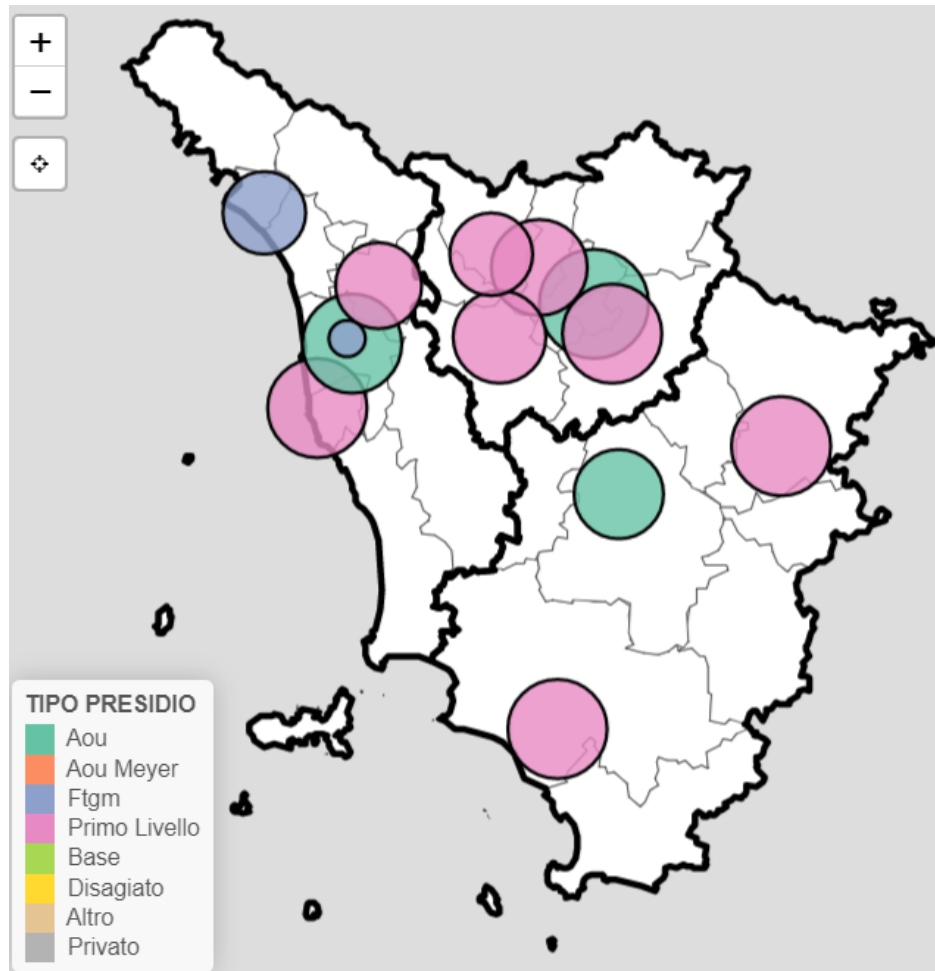 +
−
TIPO PRESIDIO
Aou
Aou Meyer
Ftgm
Primo Livello
Base
Disagiato
Altro
Privato